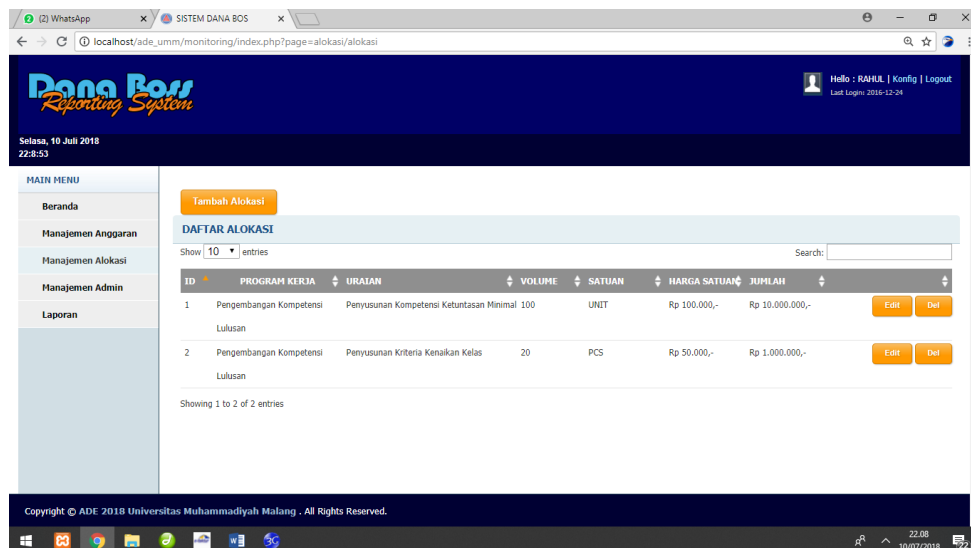 (2) WhatsApp
SISTEM DANA BOS
localhost/ade_umm/monitoring/index.php?page=alokasi/alokasi
Dana Boss
Reporting System
Hello : RAHUL | Konfig | Logout
Last Login: 2016-12-24
Selasa, 10 Juli 2018
22:8:53
MAIN MENU
Beranda
Manajemen Anggaran
Manajemen Alokasi
Manajemen Admin
Laporan
Tambah Alokasi
DAFTAR ALOKASI
Show 10 entries
Search:
ID PROGRAM KERJA URAIAN VOLUME SATUAN HARGA SATUAN JUMLAH
1 Pengembangan Kompetensi Penyusunan Kompetensi Ketuntasan Minimal 100 UNIT Rp 100.000,- Rp 10.000.000,- Edit Del
Lulusan
2 Pengembangan Kompetensi Penyusunan Kriteria Kenaikan Kelas 20 PCS Rp 50.000,- Rp 1.000.000,- Edit Del
Lulusan
Showing 1 to 2 of 2 entries
Copyright © ADE 2018 Universitas Muhammadiyah Malang . All Rights Reserved.
22.08
10/07/2018